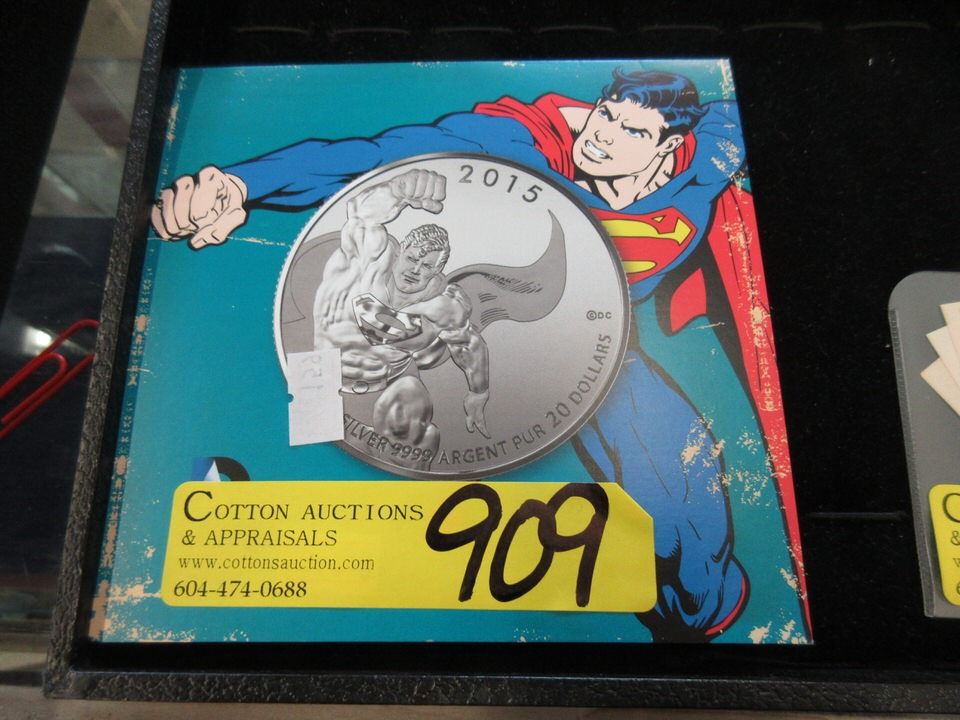 2015
©DC
S
SILVER 9999 ARGENT PUR 20 DOLLARS
COTTON AUCTIONS
& APPRAISALS
www.cottonsauction.com
604-474-0688
909